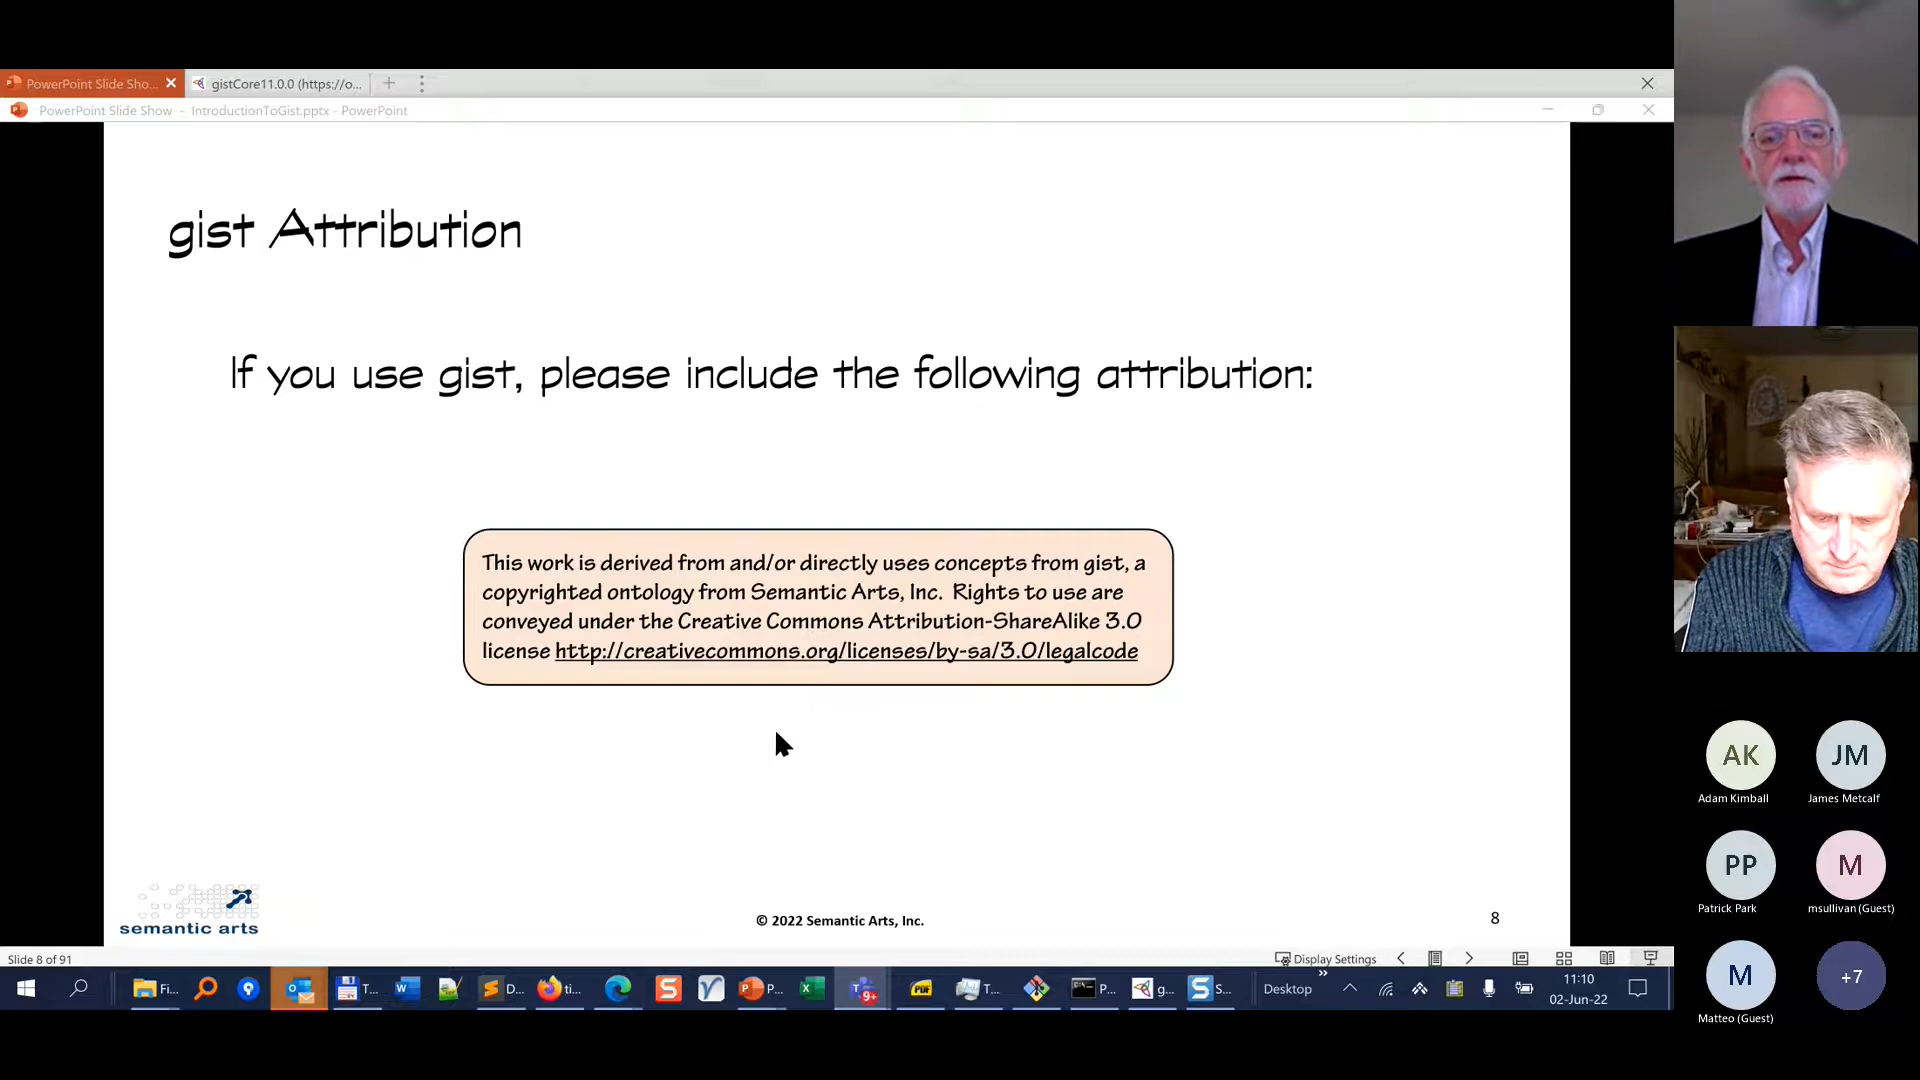 PowerPoint Slide Sho...
gistCore11.0.0 (https://o...
PowerPoint Slide Show - IntroductionToGist.pptx - PowerPoint
gist Attribution
If you use gist, please include the following attribution:
This work is derived from and/or directly uses concepts from gist, a
copyrighted ontology from Semantic Arts, Inc. Rights to use are
conveyed under the Creative Commons Attribution-ShareAlike 3.0
license http://creativecommons.org/licenses/by-sa/3.0/legalcode
semantic arts
© 2022 Semantic Arts, Inc.
8
Slide 8 of 91
Display Settings
Fi...
T...
D...
ti...
P...
9+
PDF
T...
P...
g...
S...
Desktop
11:10
02-Jun-22
AK
Adam Kimball
JM
James Metcalf
PP
Patrick Park
M
msullivan (Guest)
M
Matteo (Guest)
+7